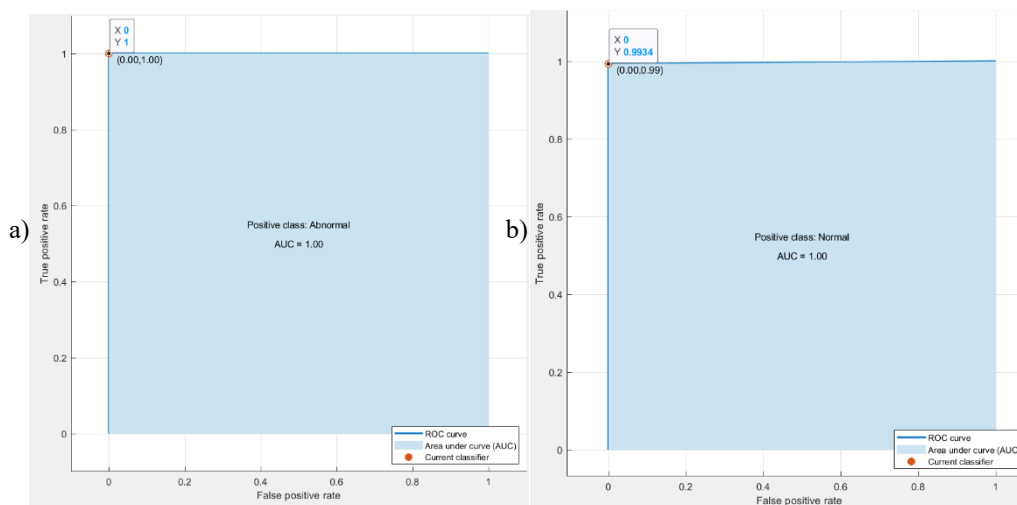 a)
X 0
Y 1
(0.00,1.00)
1
0.8
0.6
0.4
0.2
0
True positive rate
Positive class: Abnormal
AUC = 1.00
ROC curve
Area under curve (AUC)
Current classifier
0
0.2
0.4
0.6
0.8
1
False positive rate
b)
X 0
Y 0.9934
(0.00,0.99)
1
0.8
0.6
0.4
0.2
0
True positive rate
Positive class: Normal
AUC = 1.00
ROC curve
Area under curve (AUC
Current classifier
0
0.2
0.4
0.6
0.8
1
False positive rate